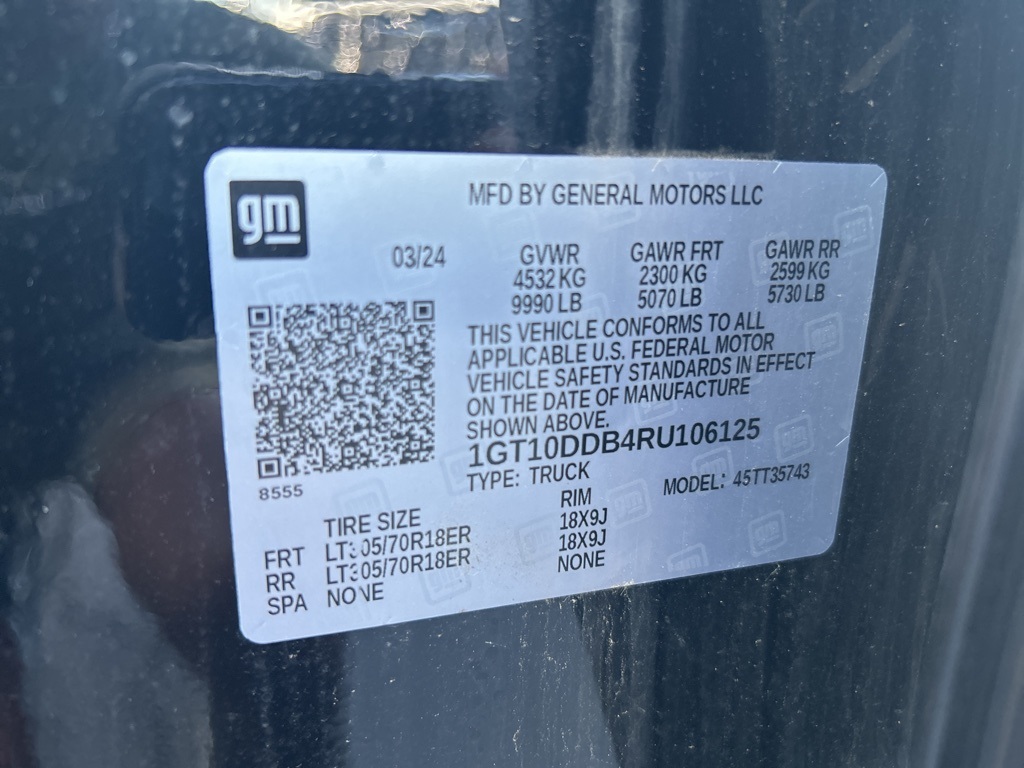 gm
MFD BY GENERAL MOTORS LLC
03/24 GVWR GAWR FRT GAWR RR
4532 KG 2300 KG 2599 KG
9990 LB 5070 LB 5730 LB
THIS VEHICLE CONFORMS TO ALL
APPLICABLE U.S. FEDERAL MOTOR
VEHICLE SAFETY STANDARDS IN EFFECT
ON THE DATE OF MANUFACTURE
SHOWN ABOVE.
1GT10DDB4RU106125
TYPE: TRUCK MODEL: 45TT35743
8555
TIRE SIZE RIM
FRT LT305/70R18ER 18X9J
RR LT305/70R18ER 18X9J
SPA NONE NONE